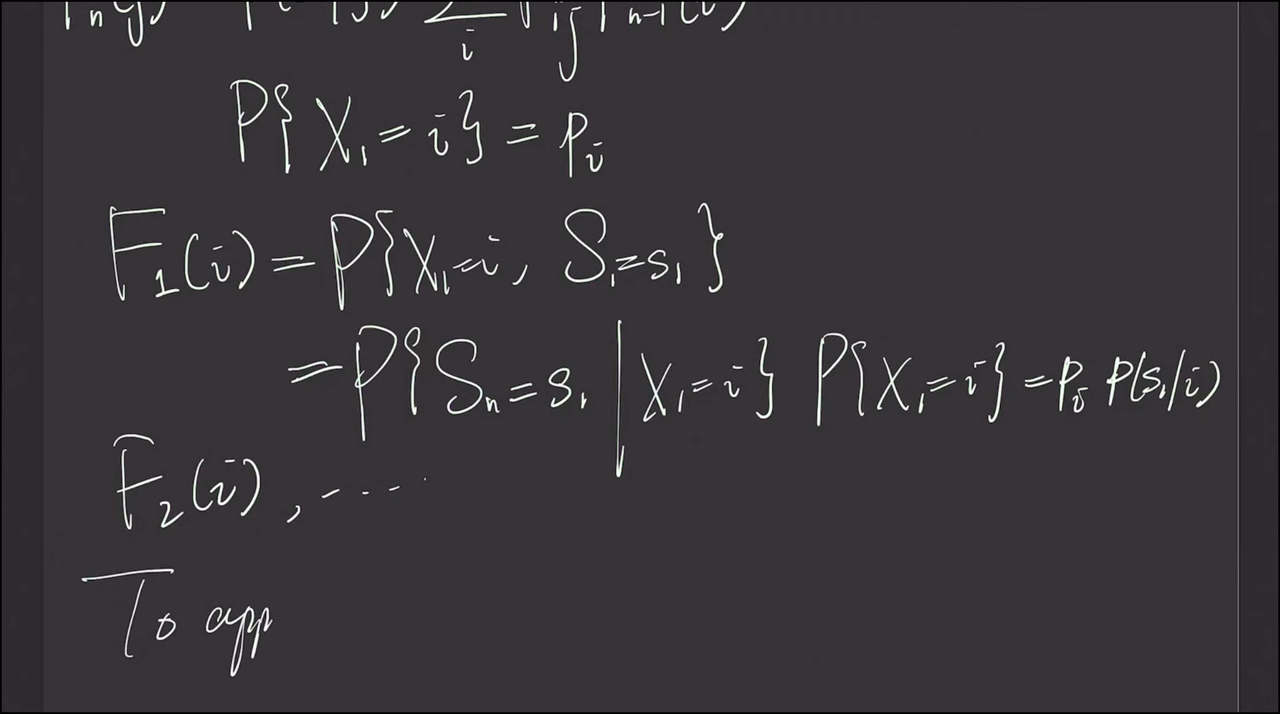 i
P{X₁=i} = pᵢ
F₁(i) = P{X₁=i, S₁=s₁}
= P{Sₙ=s₁ | X₁=i} P{X₁=i} = pᵢ p(s₁|i)
F₂(i), ....
To app